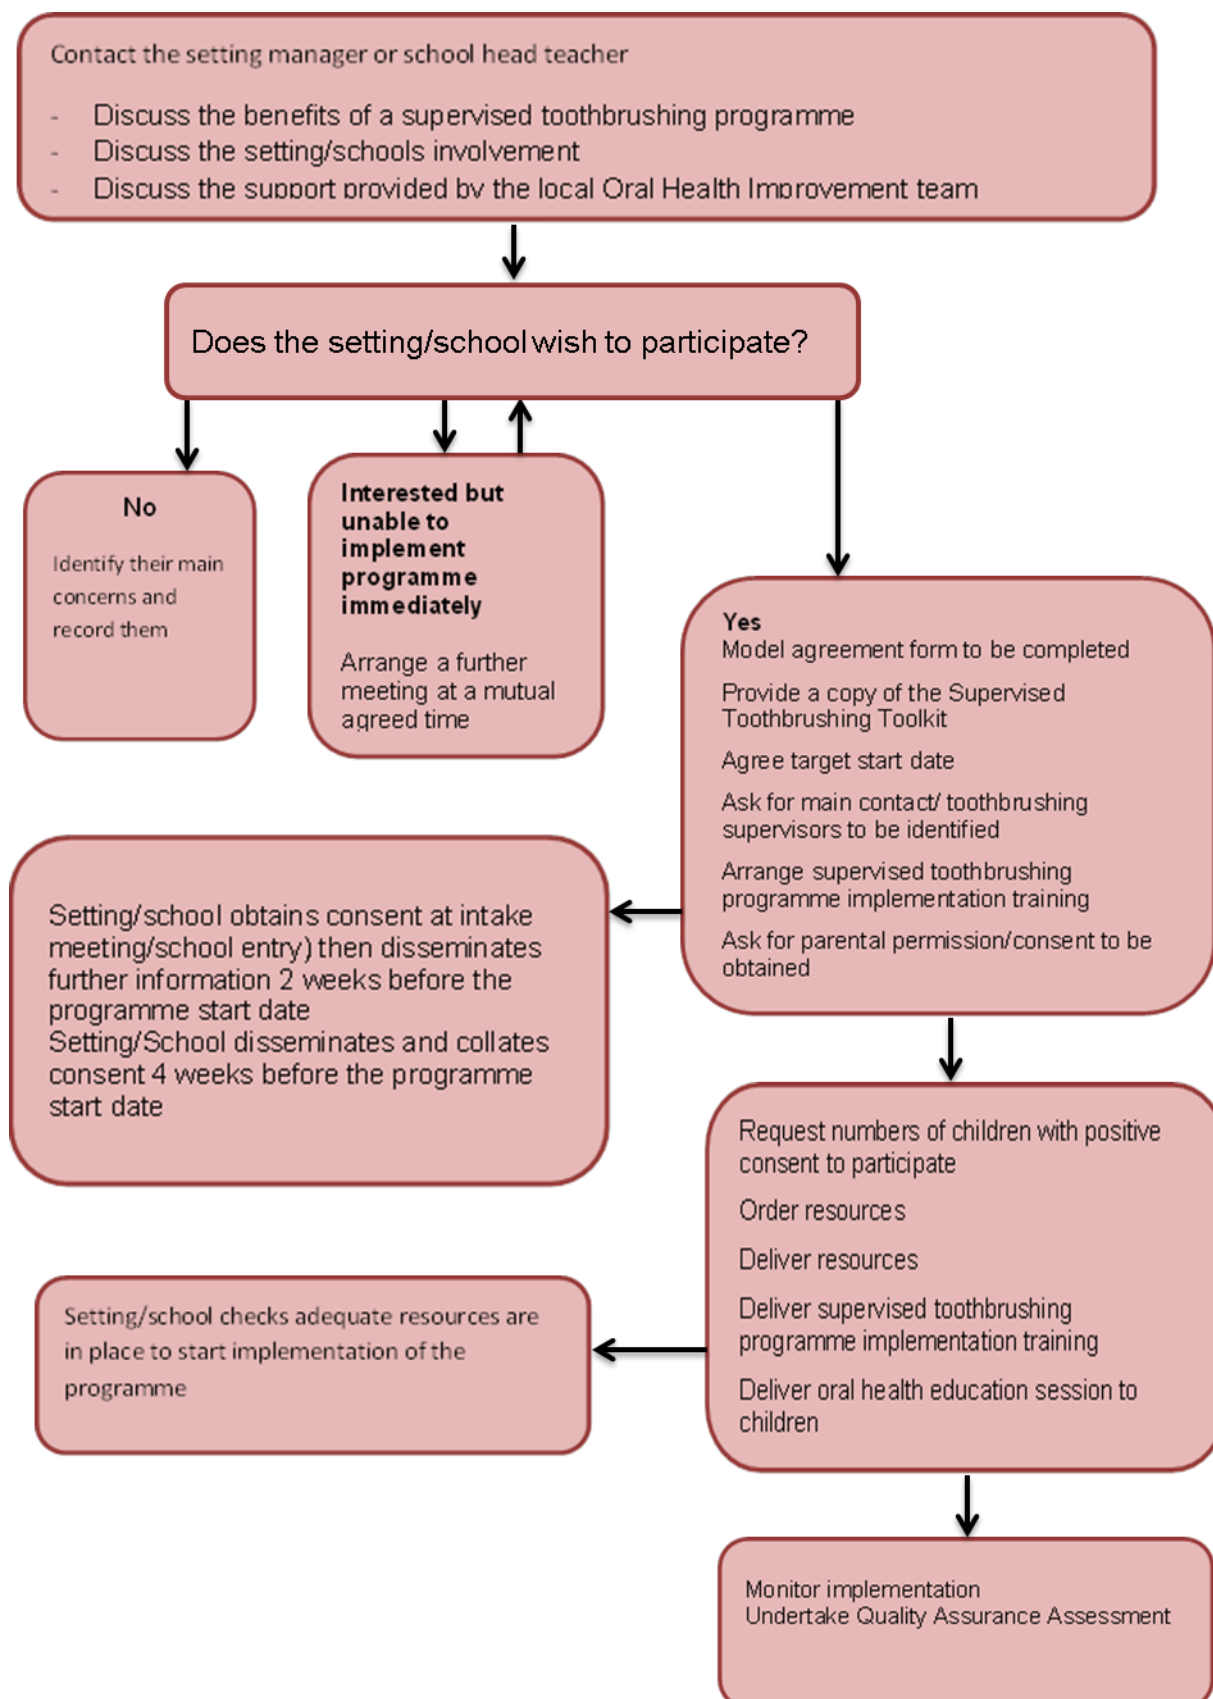 Contact the setting manager or school head teacher
- Discuss the benefits of a supervised toothbrushing programme
- Discuss the setting/schools involvement
- Discuss the support provided by the local Oral Health Improvement team
Does the setting/school wish to participate?
No
Identify their main
concerns and
record them
Interested but
unable to
implement
programme
immediately
Arrange a further
meeting at a mutual
agreed time
Yes
Model agreement form to be completed
Provide a copy of the Supervised
Toothbrushing Toolkit
Agree target start date
Ask for main contact/ toothbrushing
supervisors to be identified
Arrange supervised toothbrushing
programme implementation training
Ask for parental permission/consent to be
obtained
Setting/school obtains consent at intake
meeting/school entry) then disseminates
further information 2 weeks before the
programme start date
Setting/School disseminates and collates
consent 4 weeks before the programme
start date
Request numbers of children with positive
consent to participate
Order resources
Deliver resources
Deliver supervised toothbrushing
programme implementation training
Deliver oral health education session to
children
Setting/school checks adequate resources are
in place to start implementation of the
programme
Monitor implementation
Undertake Quality Assurance Assessment